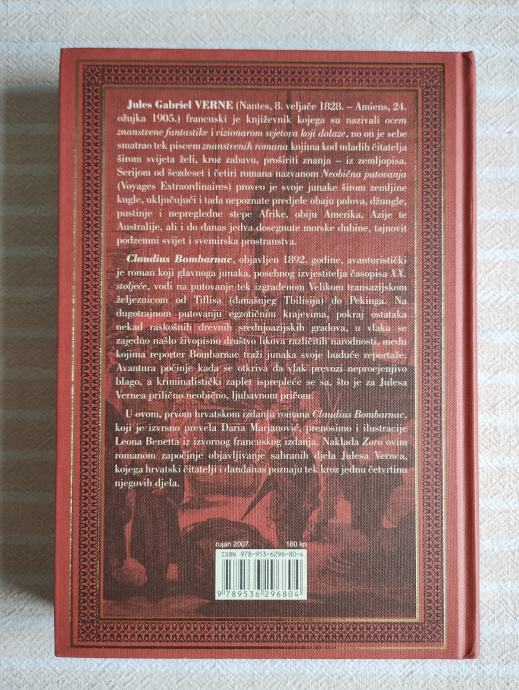 Jules Gabriel VERNE (Nantes, 8. veljače 1828. – Amiens, 24.
ožujka 1905.) francuski je književnik kojega su nazivali ocem
znanstvene fantastike i vizionarom svjetova koji dolaze, no on je sebe
smatrao tek piscem znanstvenih romana kojima kod mladih čitatelja
širom svijeta želi, kroz zabavu, proširiti znanja – iz zemljopisa.
Serijom od šezdeset i četiri romana nazvanom Neobična putovanja
(Voyages Extraordinaires) proveo je svoje junake širom zemljine
kugle, uključujući i tada nepoznate predjele obaju polova, džungle,
pustinje i nepregledne stepe Afrike, obiju Amerika, Azije te
Australije, ali i do danas jedva dosegnute morske dubine, tajnovit
podzemni svijet i svemirska prostranstva.
Claudius Bombarnac, objavljen 1892. godine, avanturistički
je roman koji glavnoga junaka, posebnog izvjestitelja časopisa XX.
stoljeće, vodi na putovanje tek izgrađenom Velikom transazijskom
željeznicom od Tiflisa (današnjeg Tbilisija) do Pekinga. Na
dugotrajnom putovanju egzotičnim krajevima, pokraj ostataka
nekad raskošnih drevnih srednjoazijskih gradova, u vlaku se
zajedno našlo živopisno društvo likova različitih narodnosti, među
kojima reporter Bombarnac traži junaka svoje buduće reportaže.
Avantura počinje kada se otkriva da vlak prevozi neprocjenjivo
blago, a kriminalistički zaplet isprepleće se sa, što je za Julesa
Vernea prilično neobično, ljubavnom pričom.
U ovom, prvom hrvatskom izdanju romana Claudius Bombarnac,
koji je izvrsno prevela Daria Marjanović, prenosimo i ilustracije
Leona Benetta iz izvornog francuskog izdanja. Naklada Zoro ovim
romanom započinje objavljivanje sabranih djela Julesa Vernea,
kojega hrvatski čitatelji i dandanas poznaju tek kroz jednu četvrtinu
njegovih djela.
rujan 2007. 160 kn
ISBN 978-953-6296-80-4
9 789536 296804